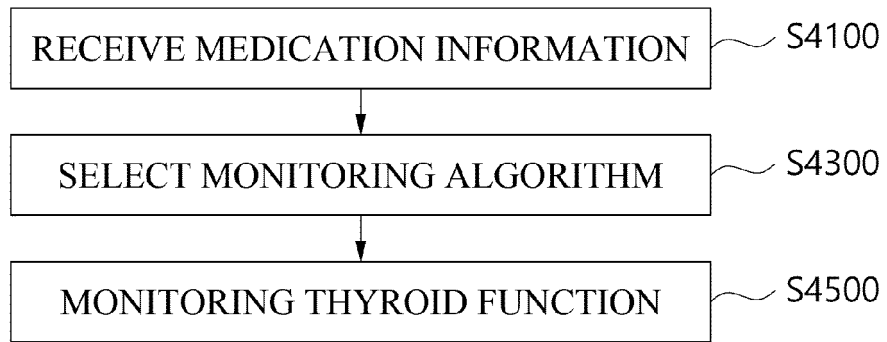 RECEIVE MEDICATION INFORMATION
S4100
SELECT MONITORING ALGORITHM
S4300
MONITORING THYROID FUNCTION
S4500